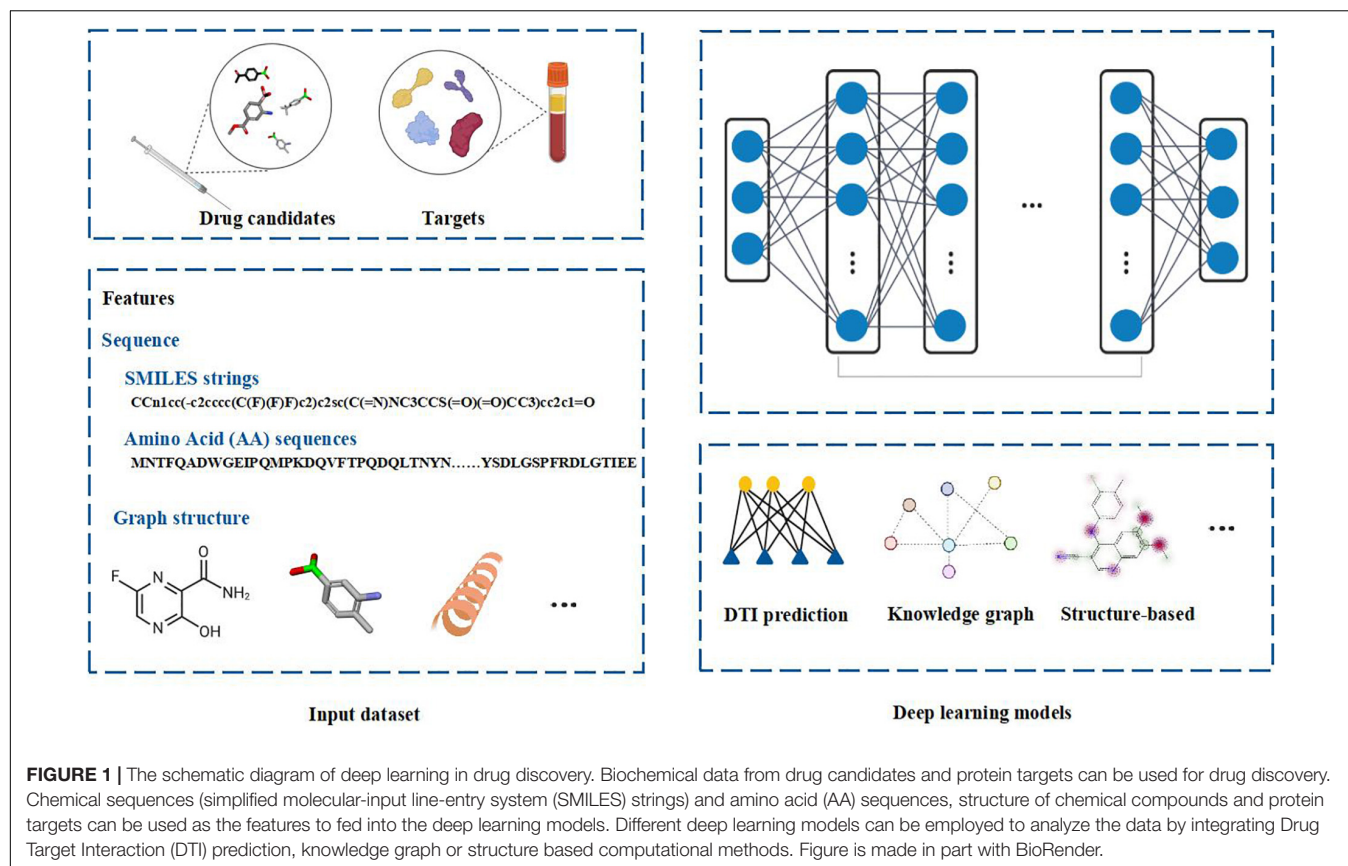 Drug candidates
Targets
Features
Sequence
SMILES strings
CCn1cc(-c2cccc(C(F)(F)F)c2)c2sc(C(=N)NC3CCS(=O)(=O)CC3)cc2c1=O
Amino Acid (AA) sequences
MNTFQADWGEIPQMPKDQVFTPQDQLTNYN......YSDLGSPFRDLGTIEE
Graph structure
F
N
O
NH₂
N
OH
...
Input dataset
...
...
...
...
DTI prediction
Knowledge graph
Structure-based
...
Deep learning models
FIGURE 1 | The schematic diagram of deep learning in drug discovery. Biochemical data from drug candidates and protein targets can be used for drug discovery.
Chemical sequences (simplified molecular-input line-entry system (SMILES) strings) and amino acid (AA) sequences, structure of chemical compounds and protein
targets can be used as the features to fed into the deep learning models. Different deep learning models can be employed to analyze the data by integrating Drug
Target Interaction (DTI) prediction, knowledge graph or structure based computational methods. Figure is made in part with BioRender.